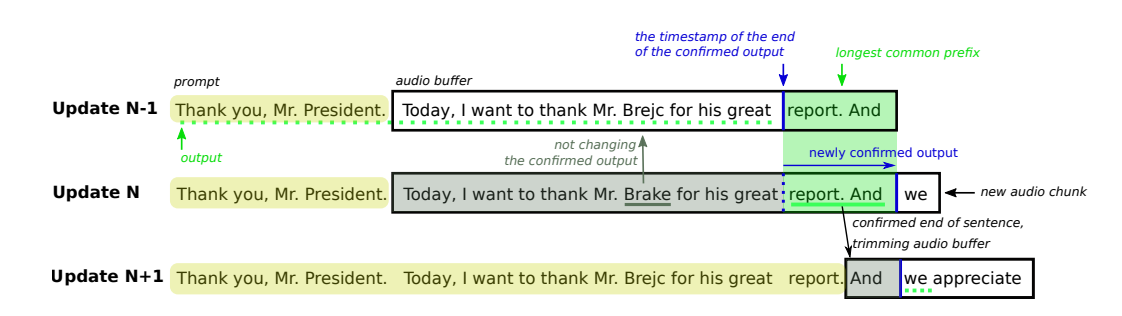 the timestamp of the end
of the confirmed output
longest common prefix
prompt
audio buffer
Update N-1 Thank you, Mr. President. Today, I want to thank Mr. Brejc for his great report. And
output
not changing
the confirmed output
newly confirmed output
Update N Thank you, Mr. President. Today, I want to thank Mr. Brake for his great report. And we
new audio chunk
confirmed end of sentence,
trimming audio buffer
Update N+1 Thank you, Mr. President. Today, I want to thank Mr. Brejc for his great report. And we appreciate